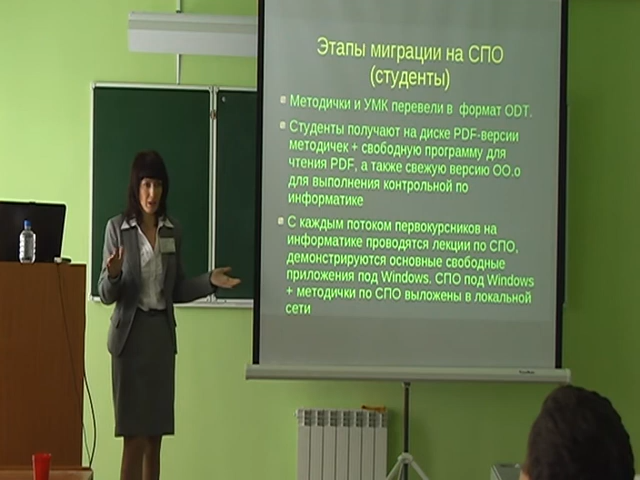 Этапы миграции на СПО
(студенты)
Методички и УМК перевели в формат ODT.
Студенты получают на диске PDF-версии
методичек + свободную программу для
чтения PDF, а также свежую версию OO.o
для выполнения контрольной по
информатике
С каждым потоком первокурсников на
информатике проводятся лекции по СПО,
демонстрируются основные свободные
приложения под Windows. СПО под Windows
+ методички по СПО выложены в локальной
сети